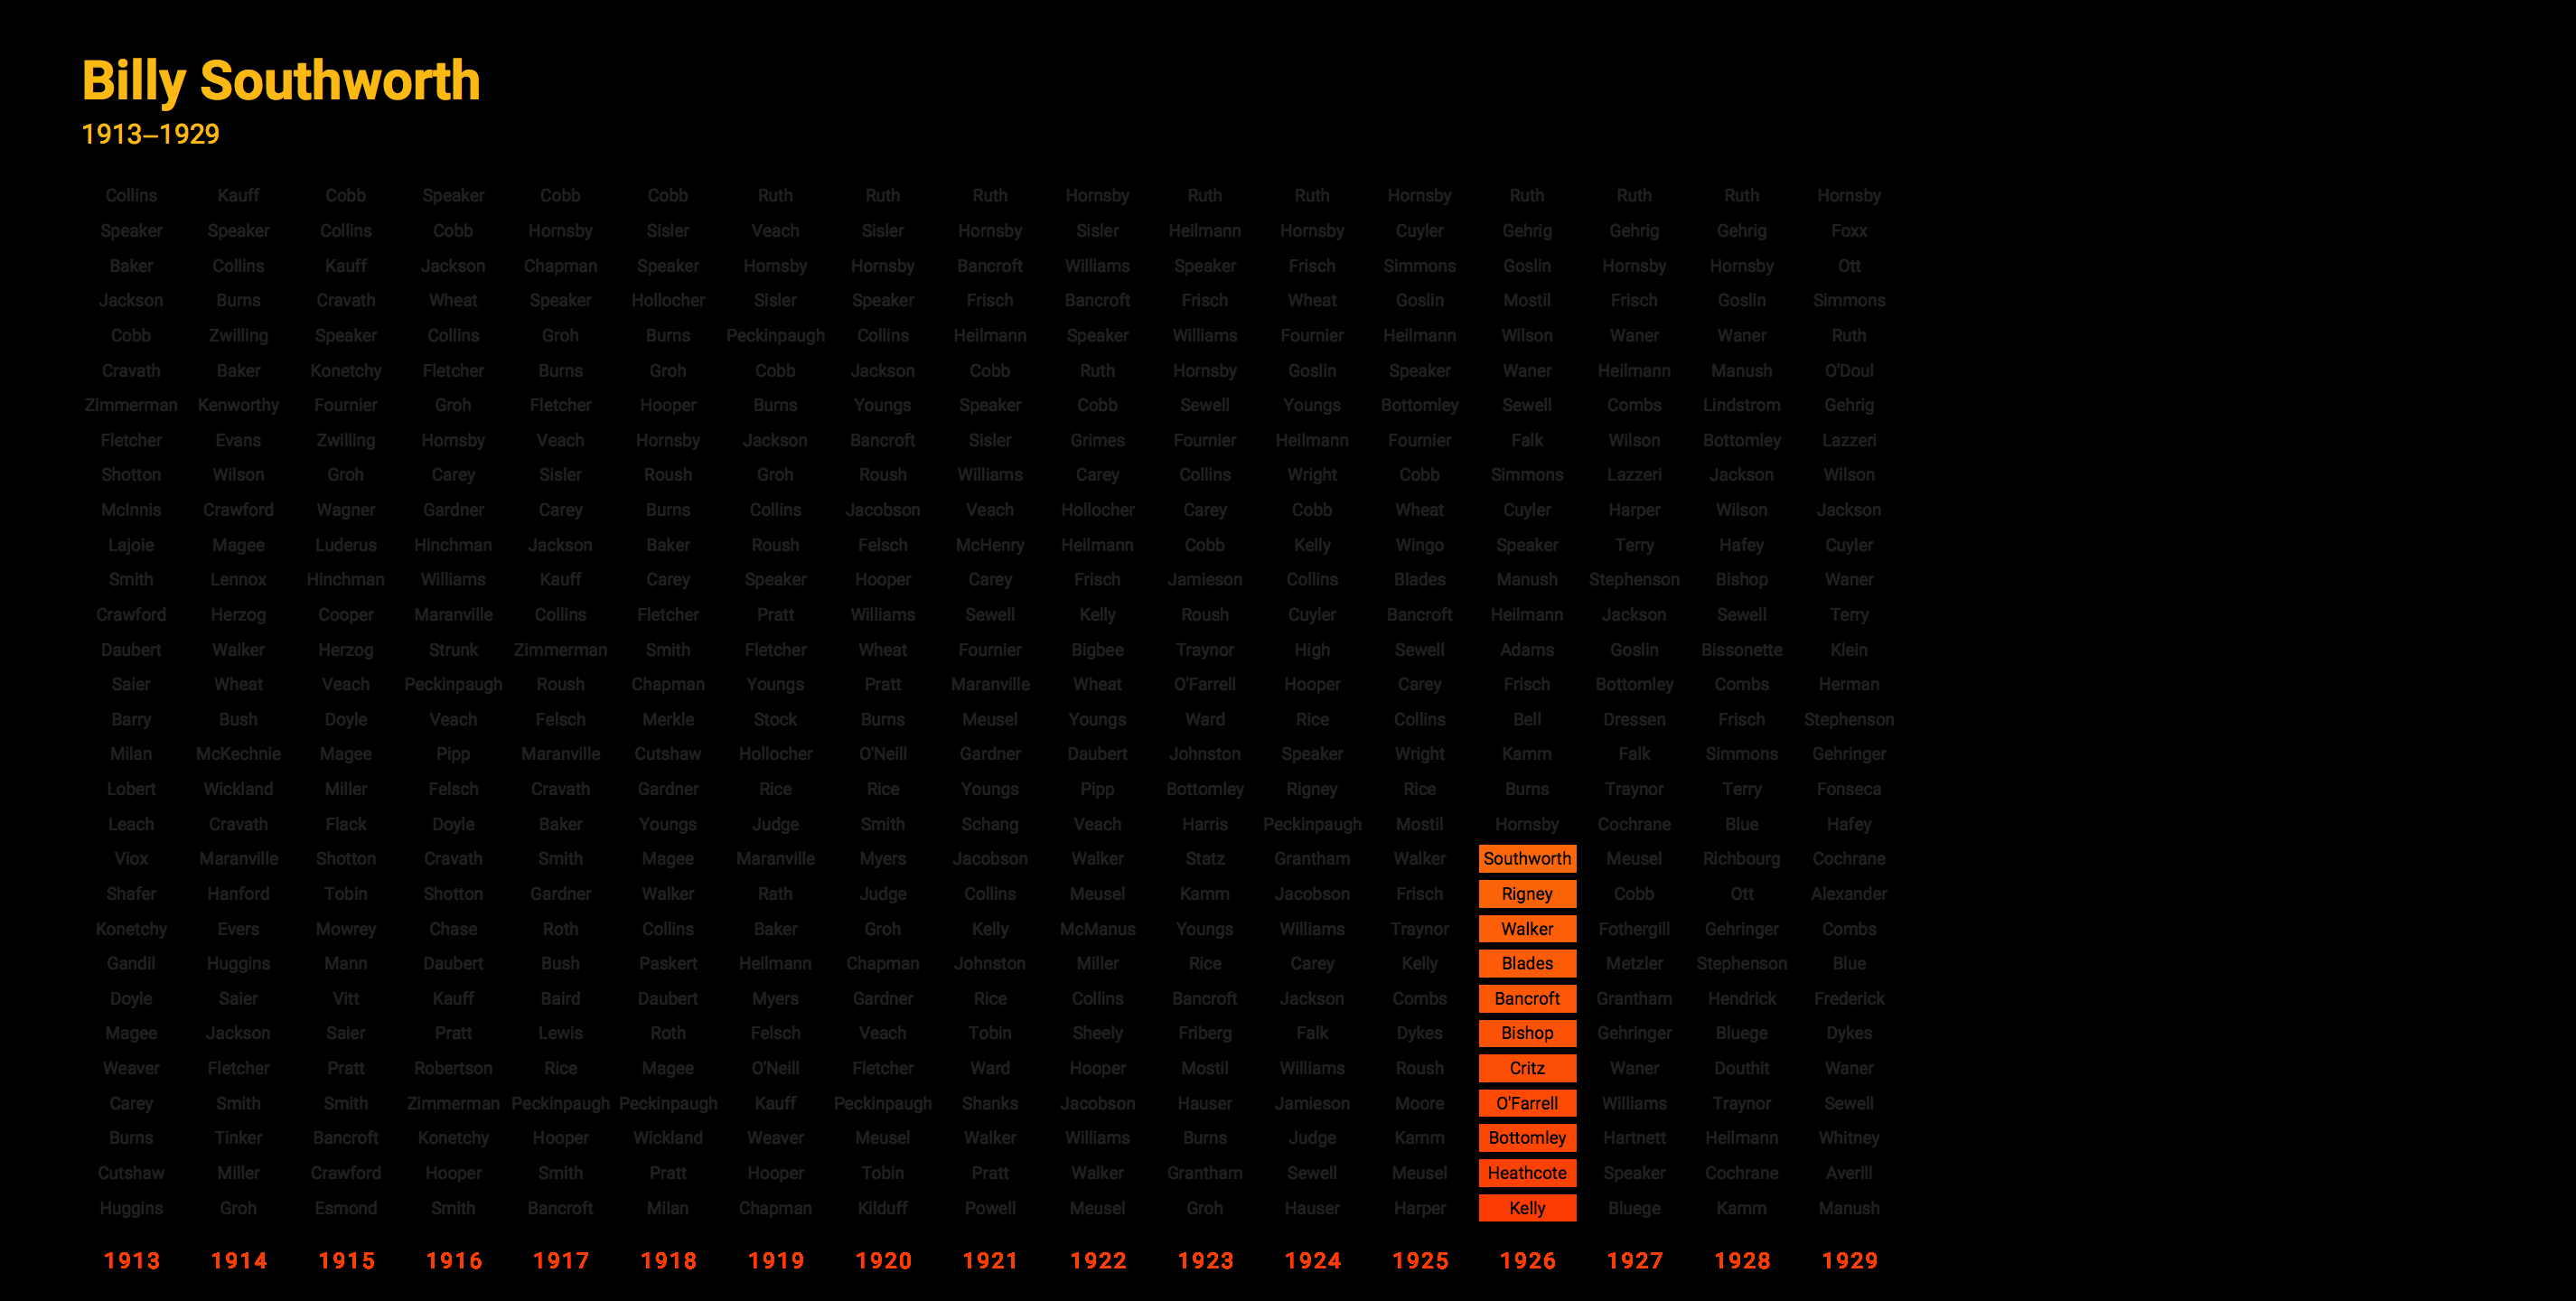 Billy Southworth
1913–1929
Collins Kauff Cobb Speaker Cobb Cobb Ruth Ruth Ruth Hornsby Ruth Ruth Hornsby Ruth Ruth Ruth Hornsby
Speaker Speaker Collins Cobb Hornsby Sisler Veach Sisler Hornsby Sisler Heilmann Hornsby Cuyler Gehrig Gehrig Gehrig Foxx
Baker Collins Kauff Jackson Chapman Speaker Hornsby Hornsby Bancroft Williams Speaker Frisch Simmons Goslin Hornsby Hornsby Ott
Jackson Burns Cravath Wheat Speaker Hollocher Sisler Speaker Frisch Bancroft Frisch Wheat Goslin Mostil Frisch Goslin Simmons
Cobb Zwilling Speaker Collins Groh Burns Peckinpaugh Collins Heilmann Speaker Williams Fournier Heilmann Wilson Waner Waner Ruth
Cravath Baker Konetchy Fletcher Burns Groh Cobb Jackson Cobb Ruth Hornsby Goslin Speaker Waner Heilmann Manush O'Doul
Zimmerman Kenworthy Fournier Groh Fletcher Hooper Burns Youngs Speaker Cobb Sewell Youngs Bottomley Sewell Combs Lindstrom Gehrig
Fletcher Evans Zwilling Hornsby Veach Hornsby Jackson Bancroft Sisler Grimes Fournier Heilmann Fournier Falk Wilson Bottomley Lazzeri
Shotton Wilson Groh Carey Sisler Roush Groh Roush Williams Carey Collins Wright Cobb Simmons Lazzeri Jackson Wilson
McInnis Crawford Wagner Gardner Carey Burns Collins Jacobson Veach Hollocher Carey Cobb Wheat Cuyler Harper Wilson Jackson
Lajoie Magee Luderus Hinchman Jackson Baker Roush Felsch McHenry Heilmann Cobb Kelly Wingo Speaker Terry Hafey Cuyler
Smith Lennox Hinchman Williams Kauff Carey Speaker Hooper Carey Frisch Jamieson Collins Blades Manush Stephenson Bishop Waner
Crawford Herzog Cooper Maranville Collins Fletcher Pratt Williams Sewell Kelly Roush Cuyler Bancroft Heilmann Jackson Sewell Terry
Daubert Walker Herzog Strunk Zimmerman Smith Fletcher Wheat Fournier Bigbee Traynor High Sewell Adams Goslin Bissonette Klein
Saier Wheat Veach Peckinpaugh Roush Chapman Youngs Pratt Maranville Wheat O'Farrell Hooper Carey Frisch Bottomley Combs Herman
Barry Bush Doyle Veach Felsch Merkle Stock Burns Meusel Youngs Ward Rice Collins Bell Dressen Frisch Stephenson
Milan McKechnie Magee Pipp Maranville Cutshaw Hollocher O'Neill Gardner Daubert Johnston Speaker Wright Kamm Falk Simmons Gehringer
Lobert Wickland Miller Felsch Cravath Gardner Rice Rice Youngs Pipp Bottomley Rigney Rice Burns Traynor Terry Fonseca
Leach Cravath Flack Doyle Baker Youngs Judge Smith Schang Veach Harris Peckinpaugh Mostil Hornsby Cochrane Blue Hafey
Viox Maranville Shotton Cravath Smith Magee Maranville Myers Jacobson Walker Statz Grantham Walker Southworth Meusel Richbourg Cochrane
Shafer Hanford Tobin Shotton Gardner Walker Rath Judge Collins Meusel Kamm Jacobson Frisch Rigney Cobb Ott Alexander
Konetchy Evers Mowrey Chase Roth Collins Baker Groh Kelly McManus Youngs Williams Traynor Walker Fothergill Gehringer Combs
Gandil Huggins Mann Daubert Bush Paskert Heilmann Chapman Johnston Miller Rice Carey Kelly Blades Metzler Stephenson Blue
Doyle Saier Vitt Kauff Baird Daubert Myers Gardner Rice Collins Bancroft Jackson Combs Bancroft Grantham Hendrick Frederick
Magee Jackson Saier Pratt Lewis Roth Felsch Veach Tobin Sheely Friberg Falk Dykes Bishop Gehringer Bluege Dykes
Weaver Fletcher Pratt Robertson Rice Magee O'Neill Fletcher Ward Hooper Mostil Williams Roush Critz Waner Douthit Waner
Carey Smith Smith Zimmerman Peckinpaugh Peckinpaugh Kauff Peckinpaugh Shanks Jacobson Hauser Jamieson Moore O'Farrell Williams Traynor Sewell
Burns Tinker Bancroft Konetchy Hooper Wickland Weaver Meusel Walker Williams Burns Judge Kamm Bottomley Hartnett Heilmann Whitney
Cutshaw Miller Crawford Hooper Smith Pratt Hooper Tobin Pratt Walker Grantham Sewell Meusel Heathcote Speaker Cochrane Averill
Huggins Groh Esmond Smith Bancroft Milan Chapman Kilduff Powell Meusel Groh Hauser Harper Kelly Bluege Kamm Manush
1913 1914 1915 1916 1917 1918 1919 1920 1921 1922 1923 1924 1925 1926 1927 1928 1929